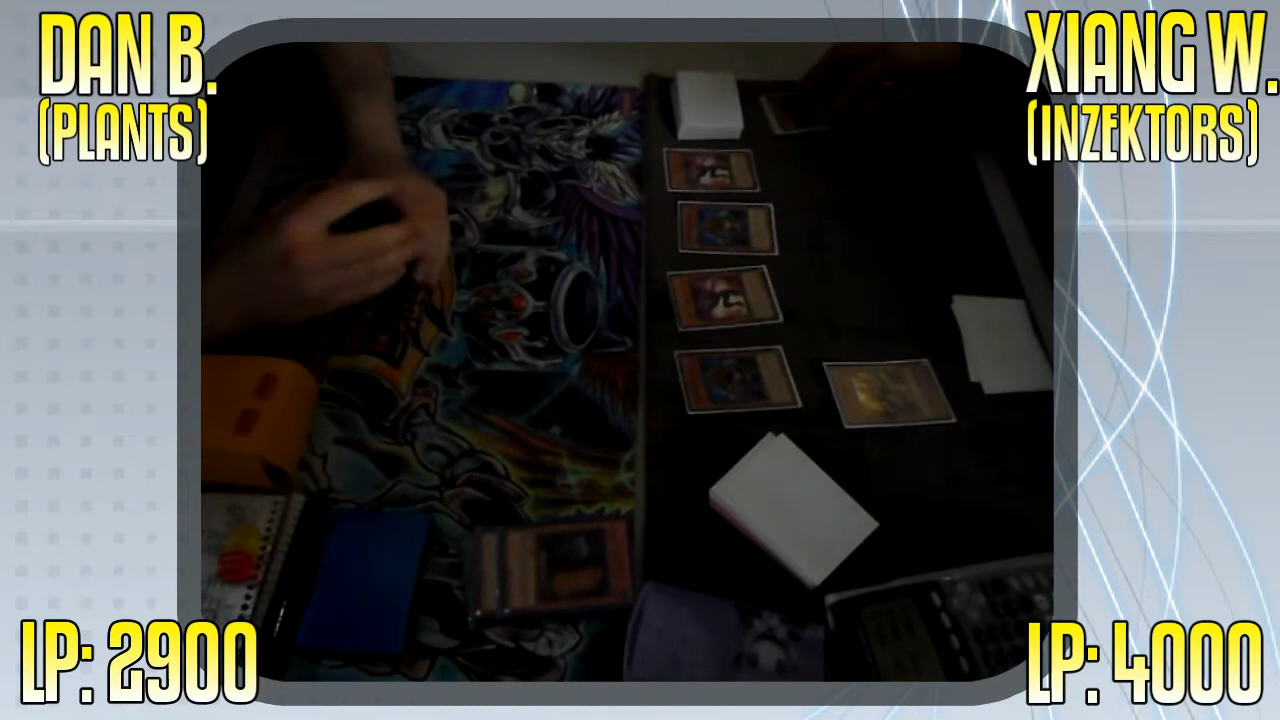 DAN B.
(PLANTS)
XIANG W.
(INZEKTORS)
LP: 2900
LP: 4000